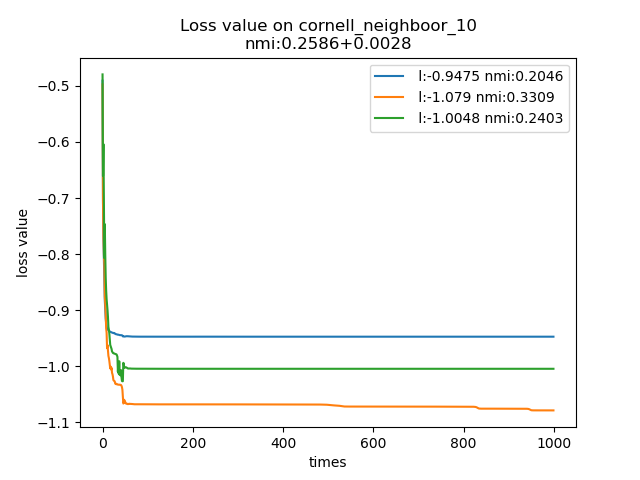 Loss value on cornell_neighboor_10
nmi:0.2586+0.0028
l:-0.9475 nmi:0.2046
l:-1.079 nmi:0.3309
l:-1.0048 nmi:0.2403
−0.5
−0.6
−0.7
−0.8
−0.9
−1.0
−1.1
loss value
0 200 400 600 800 1000
times